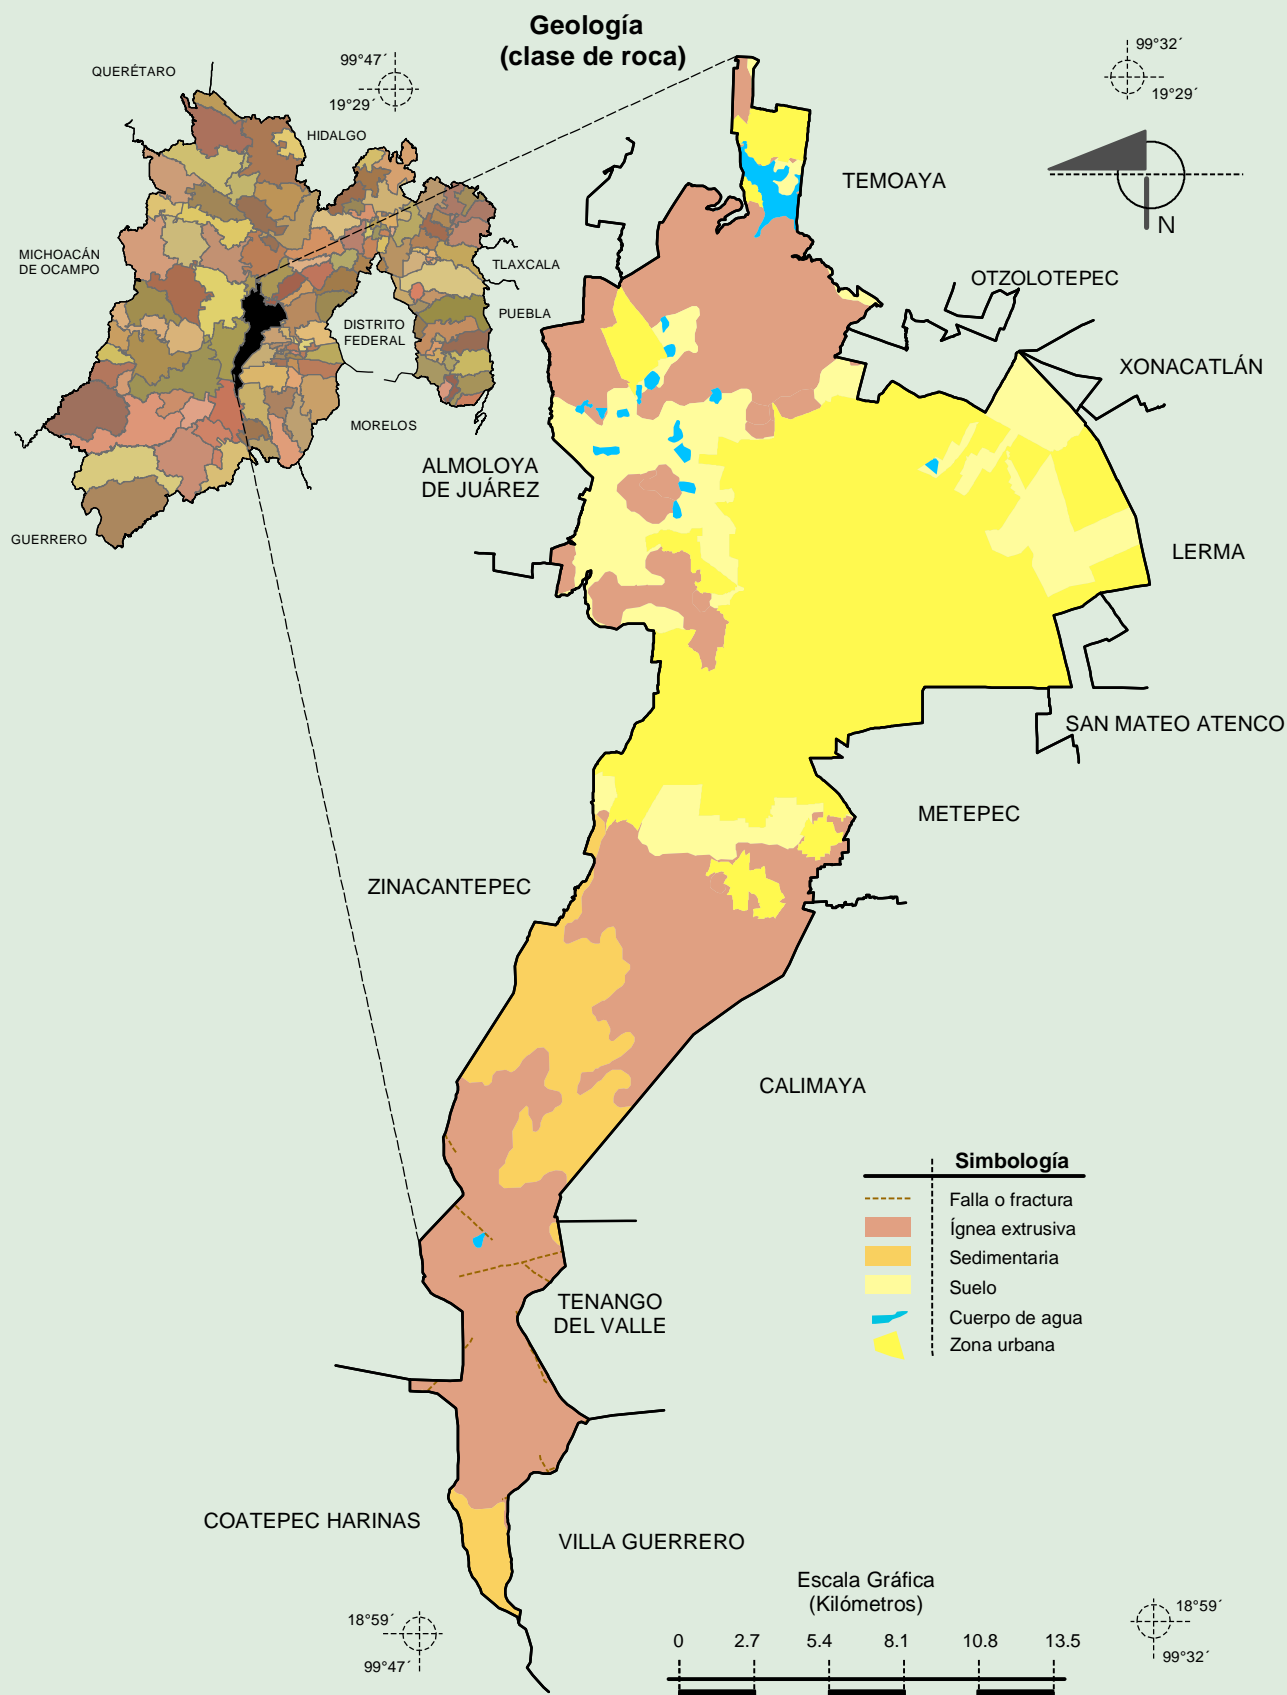 Geología
(clase de roca)
99°47´
19°29´
99°32´
19°29´
QUERÉTARO
HIDALGO
MICHOACÁN
DE OCAMPO
TLAXCALA
PUEBLA
DISTRITO
FEDERAL
MORELOS
GUERRERO
N
TEMOAYA
OTZOLOTEPEC
XONACATLÁN
ALMOLOYA
DE JUÁREZ
LERMA
SAN MATEO ATENCO
METEPEC
ZINACANTEPEC
CALIMAYA
Simbología
Falla o fractura
Ígnea extrusiva
Sedimentaria
Suelo
Cuerpo de agua
Zona urbana
TENANGO
DEL VALLE
COATEPEC HARINAS
VILLA GUERRERO
Escala Gráfica
(Kilómetros)
0 2.7 5.4 8.1 10.8 13.5
18°59´
99°47´
18°59´
99°32´